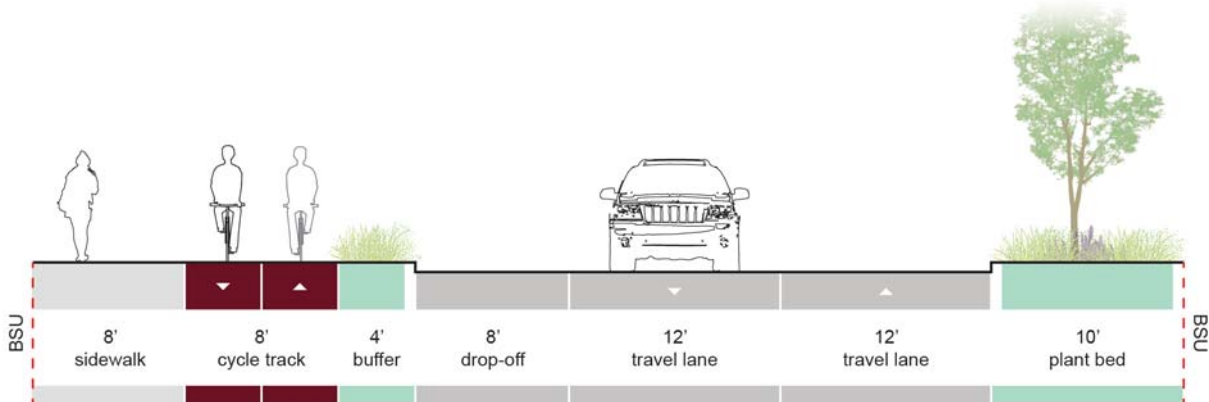 BSU
8’
sidewalk
8’
cycle track
4’
buffer
8’
drop-off
12’
travel lane
12’
travel lane
10’
plant bed
BSU